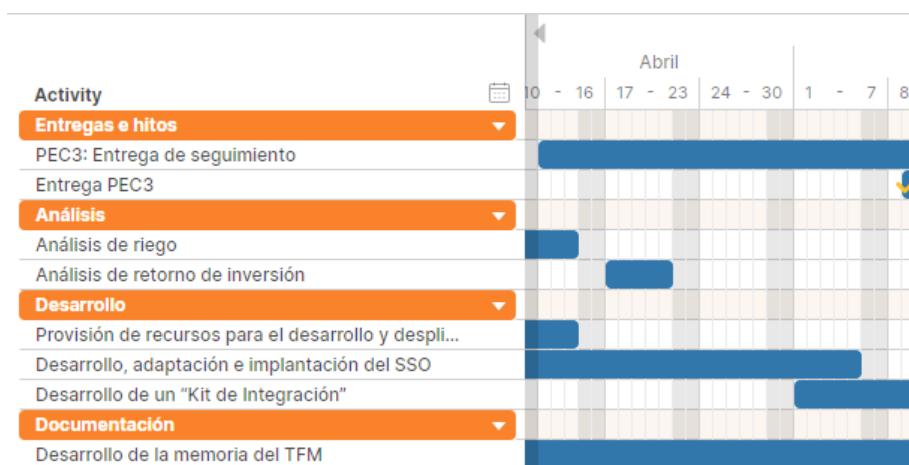 Abril
Activity 10 - 16 17 - 23 24 - 30 1 - 7 8
Entregas e hitos
PEC3: Entrega de seguimiento
Entrega PEC3
Análisis
Análisis de riego
Análisis de retorno de inversión
Desarrollo
Provisión de recursos para el desarrollo y despli...
Desarrollo, adaptación e implantación del SSO
Desarrollo de un “Kit de Integración”
Documentación
Desarrollo de la memoria del TFM